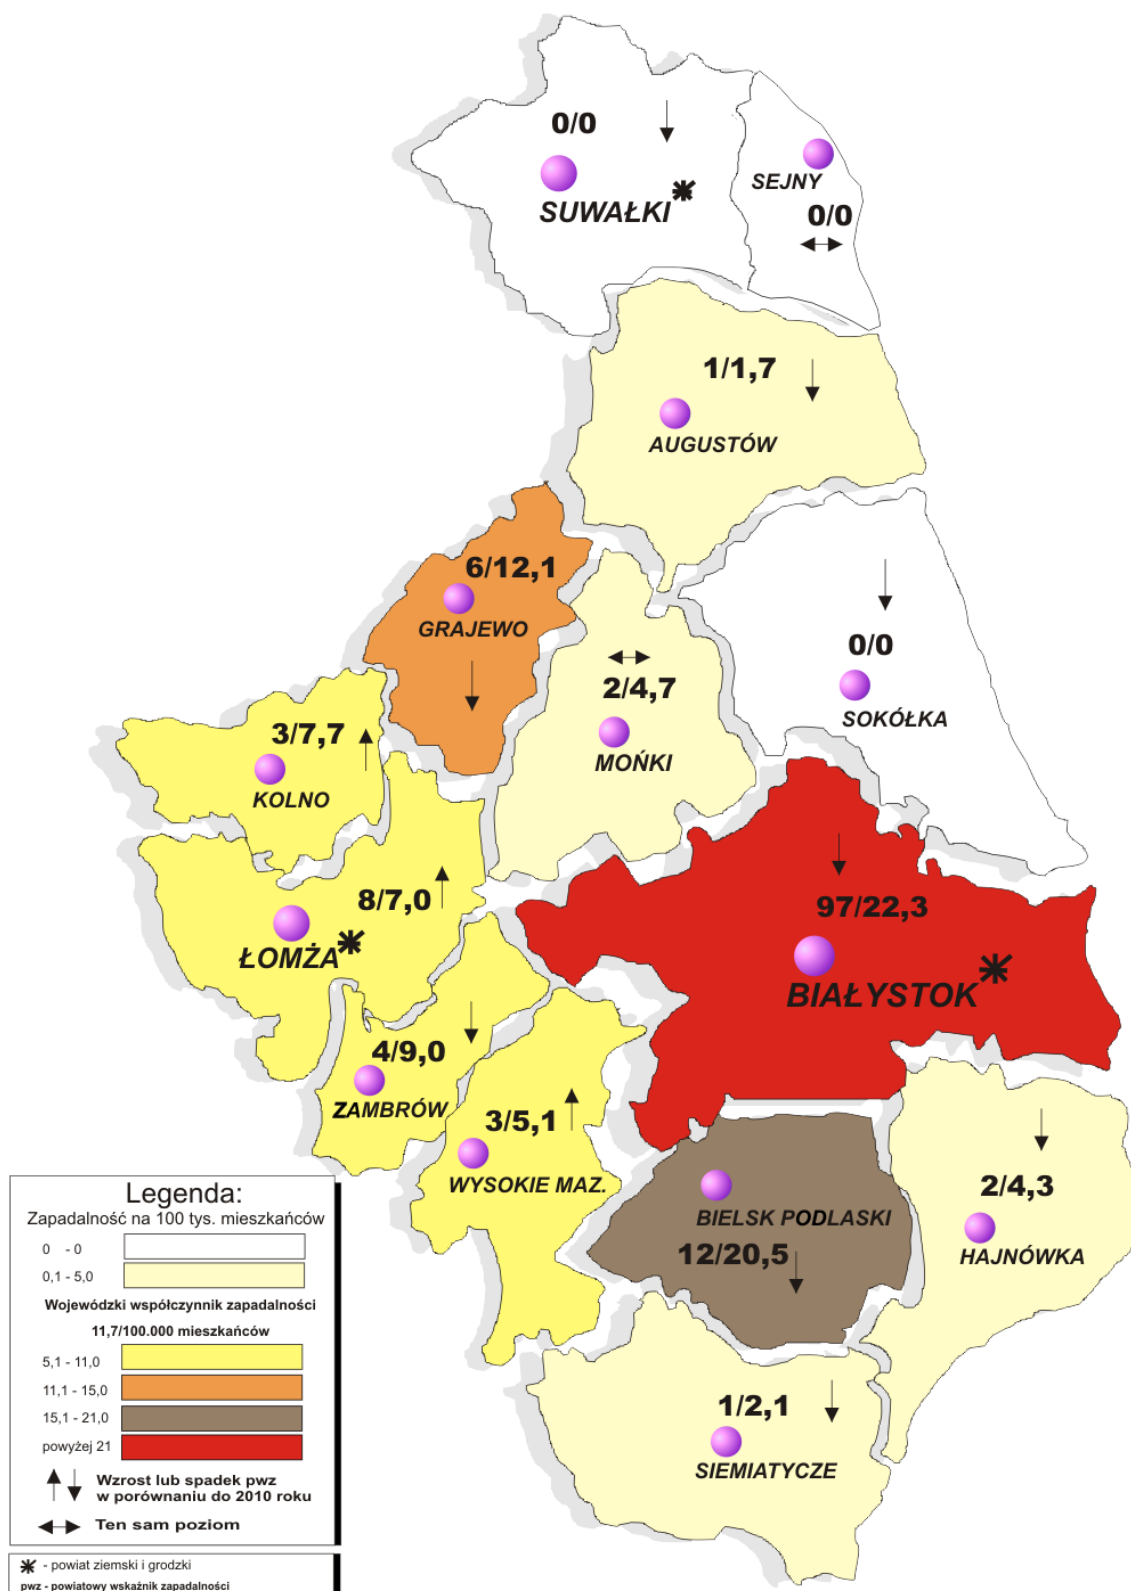 0/0
SUWAŁKI
SEJNY
0/0
1/1,7
AUGUSTÓW
6/12,1
GRAJEWO
0/0
SOKÓŁKA
2/4,7
MOŃKI
3/7,7
KOLNO
8/7,0
ŁOMŻA
97/22,3
BIAŁYSTOK
4/9,0
ZAMBRÓW
3/5,1
WYSOKIE MAZ.
BIELSK PODLASKI
12/20,5
2/4,3
HAJNÓWKA
1/2,1
SIEMIATYCZE
Legenda:
Zapadalność na 100 tys. mieszkańców
0 - 0
0,1 - 5,0
Wojewódzki współczynnik zapadalności
11,7/100.000 mieszkańców
5,1 - 11,0
11,1 - 15,0
15,1 - 21,0
powyżej 21
Wzrost lub spadek pwz
w porównaniu do 2010 roku
Ten sam poziom
- powiat ziemski i grodzki
pwz - powiatowy wskaźnik zapadalności